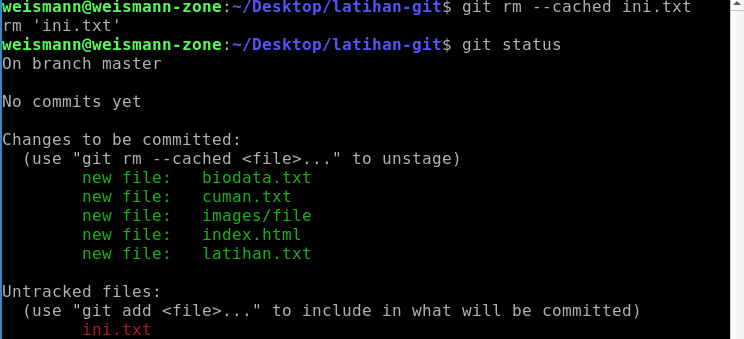 weismann@weismann-zone:~/Desktop/latihan-git$ git rm --cached ini.txt
rm 'ini.txt'
weismann@weismann-zone:~/Desktop/latihan-git$ git status
On branch master

No commits yet

Changes to be committed:
  (use "git rm --cached <file>..." to unstage)
        new file:   biodata.txt
        new file:   cuman.txt
        new file:   images/file
        new file:   index.html
        new file:   latihan.txt

Untracked files:
  (use "git add <file>..." to include in what will be committed)
        ini.txt